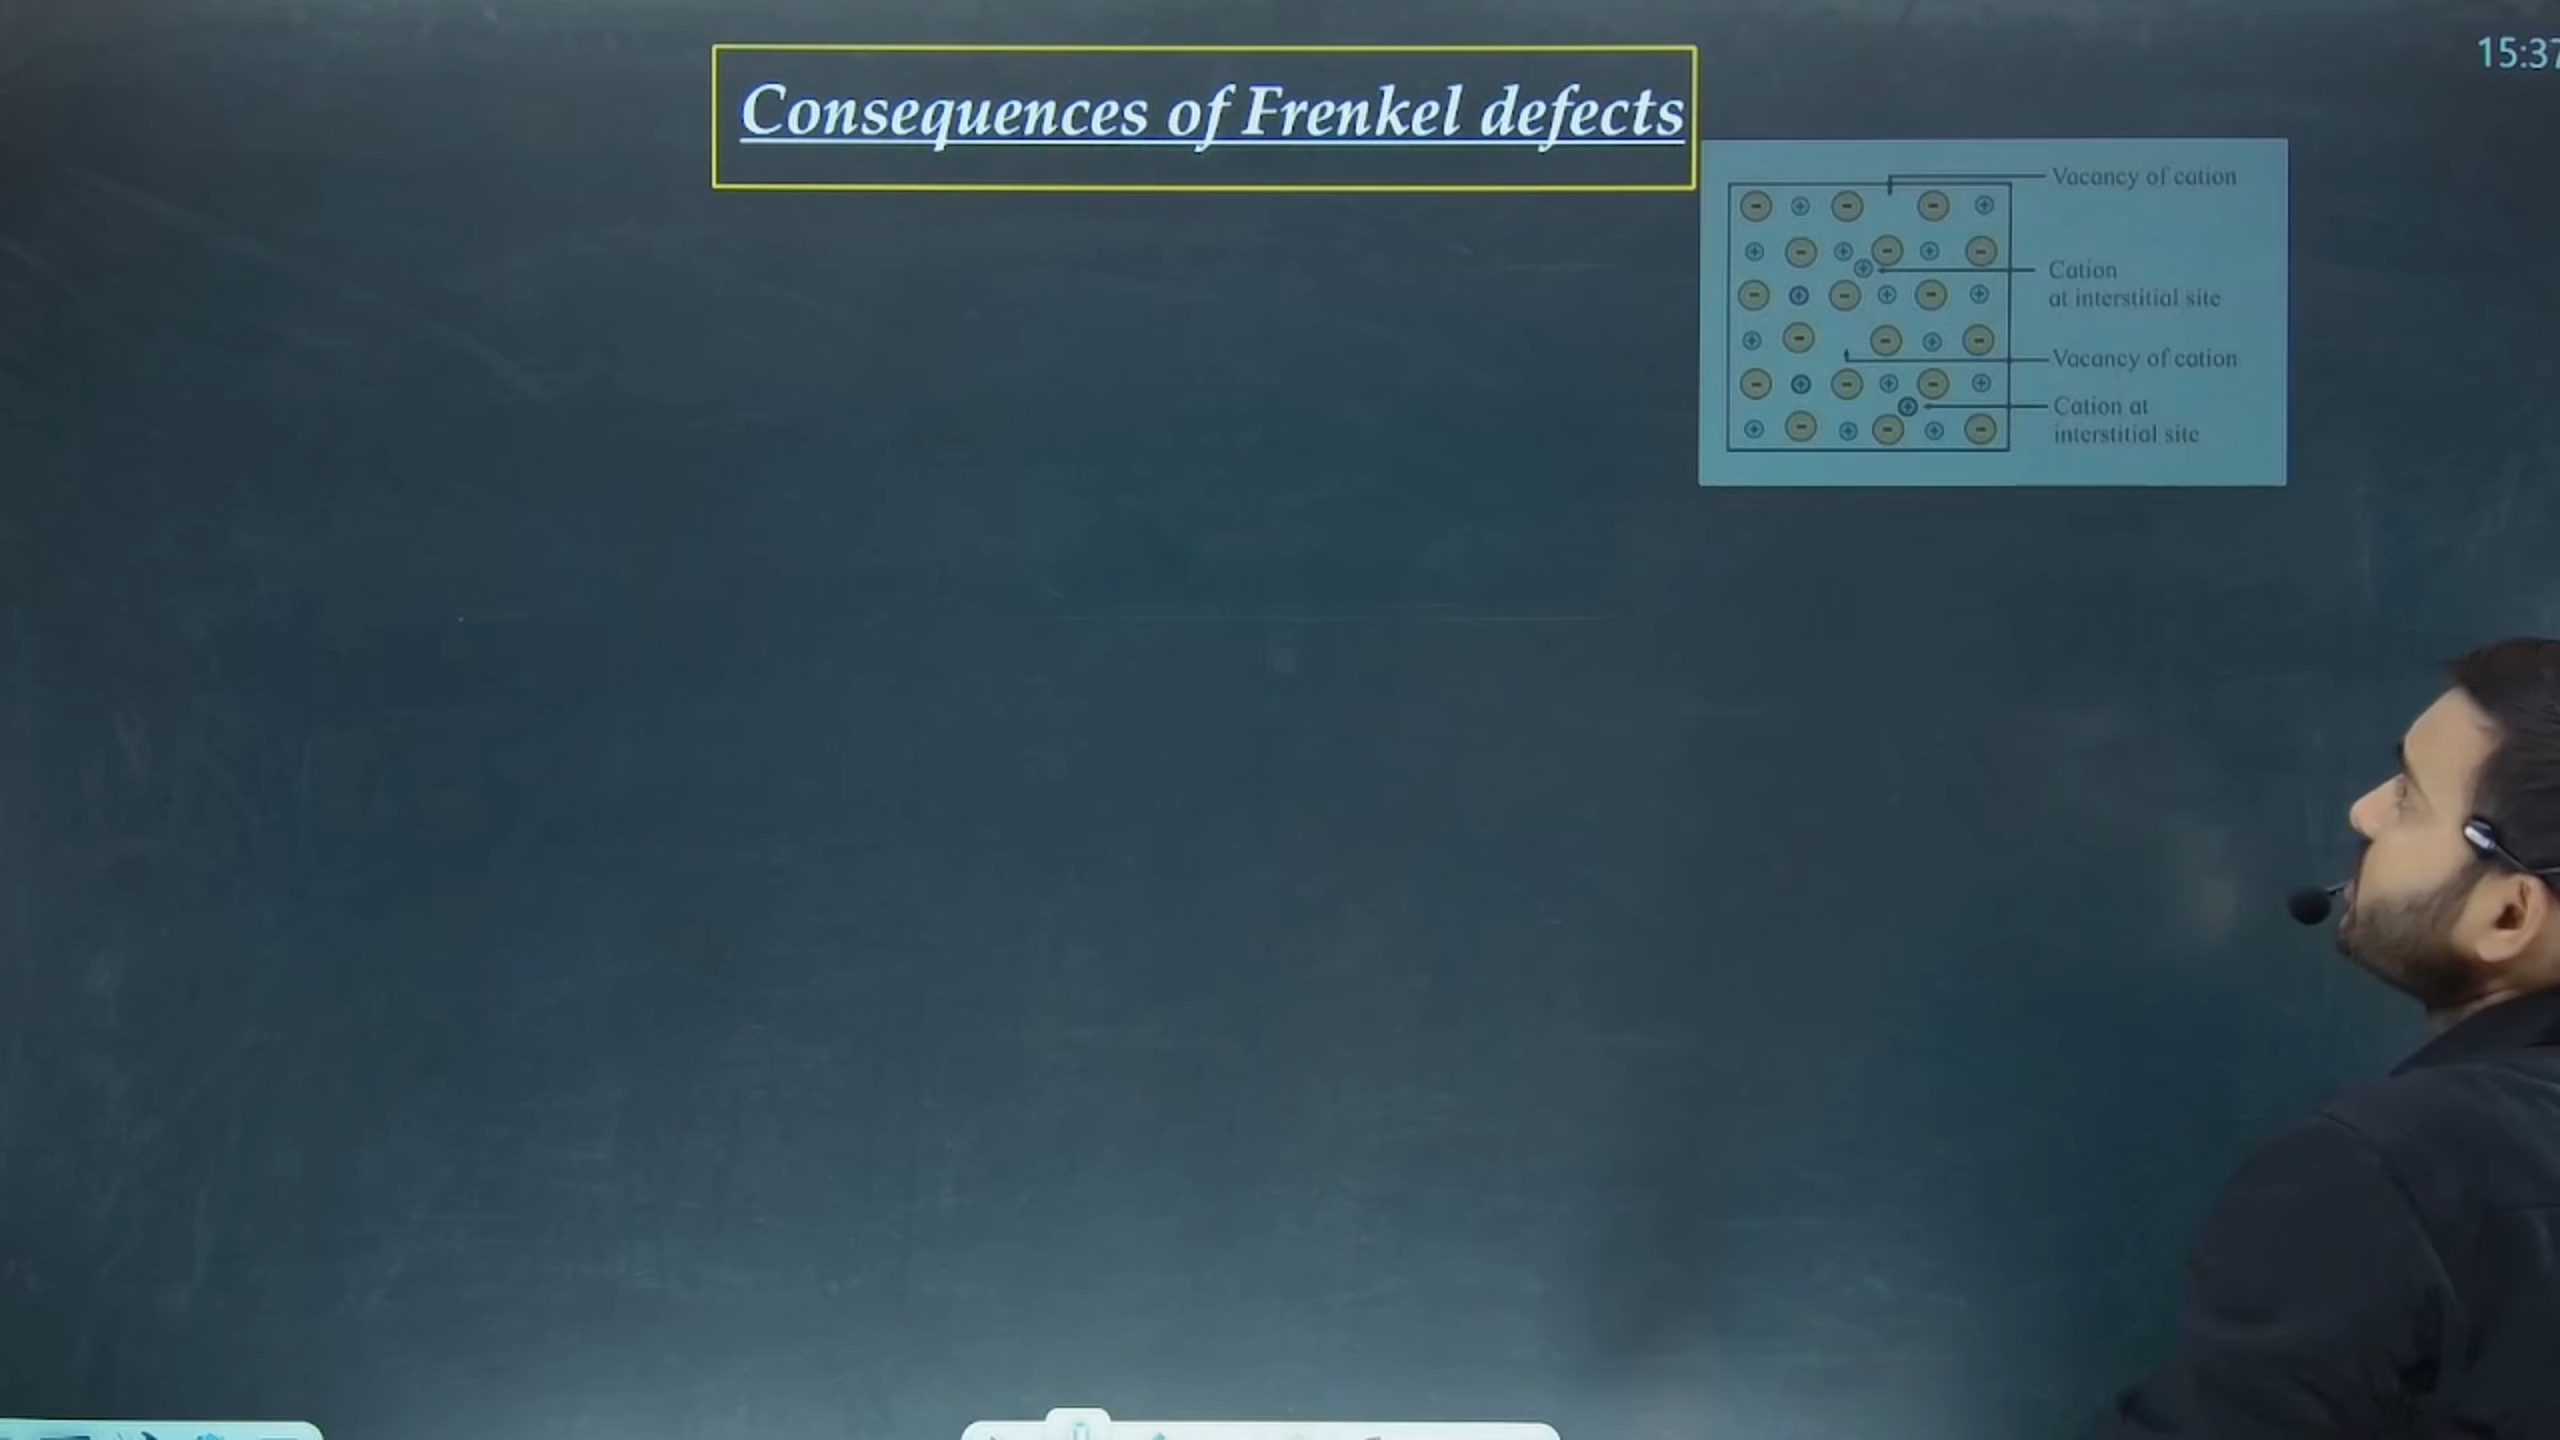 Consequences of Frenkel defects
15:37
Vacancy of cation
Cation
at interstitial site
Vacancy of cation
Cation at
interstitial site